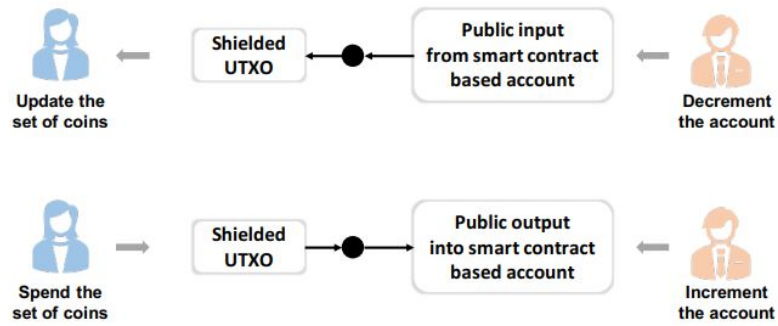 Shielded
UTXO
Public input
from smart contract
based account
Update the
set of coins
Decrement
the account
Shielded
UTXO
Public output
into smart contract
based account
Spend the
set of coins
Increment
the account